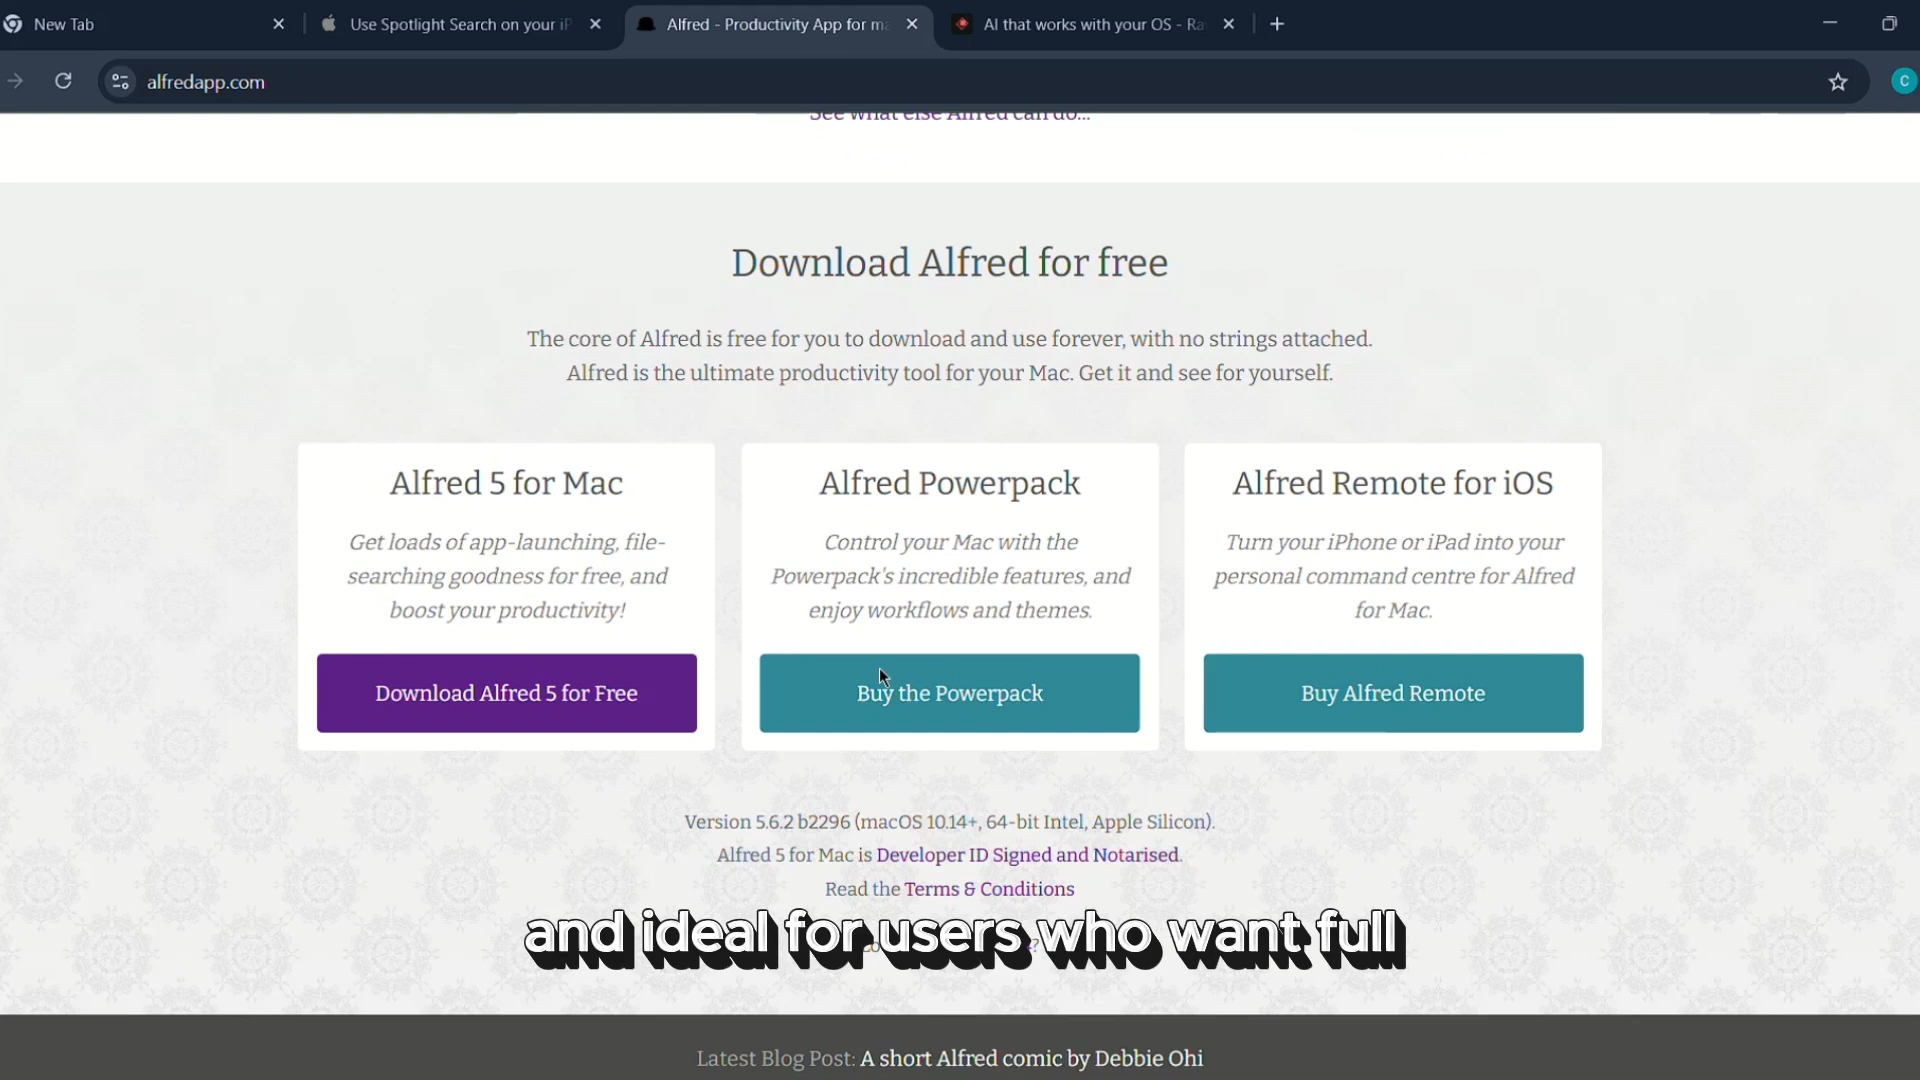 New Tab
Use Spotlight Search on your iP
Alfred - Productivity App for ma
AI that works with your OS - Ra
alfredapp.com
C
See what else Alfred can do...
Download Alfred for free
The core of Alfred is free for you to download and use forever, with no strings attached.
Alfred is the ultimate productivity tool for your Mac. Get it and see for yourself.
Alfred 5 for Mac
Get loads of app-launching, file-
searching goodness for free, and
boost your productivity!
Download Alfred 5 for Free
Alfred Powerpack
Control your Mac with the
Powerpack's incredible features, and
enjoy workflows and themes.
Buy the Powerpack
Alfred Remote for iOS
Turn your iPhone or iPad into your
personal command centre for Alfred
for Mac.
Buy Alfred Remote
Version 5.6.2 b2296 (macOS 10.14+, 64-bit Intel, Apple Silicon).
Alfred 5 for Mac is Developer ID Signed and Notarised.
Read the Terms & Conditions
and ideal for users who want full
Latest Blog Post: A short Alfred comic by Debbie Ohi